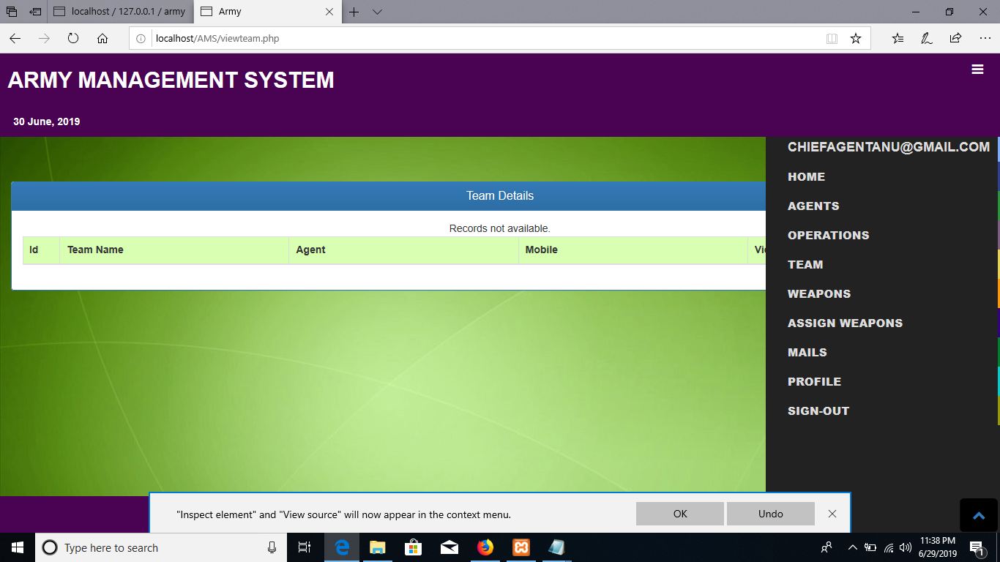 localhost / 127.0.0.1 / army
Army
localhost/AMS/viewteam.php
ARMY MANAGEMENT SYSTEM
30 June, 2019
CHIEFAGENTANU@GMAIL.COM
HOME
AGENTS
OPERATIONS
TEAM
WEAPONS
ASSIGN WEAPONS
MAILS
PROFILE
SIGN-OUT
Team Details
Records not available.
Id Team Name Agent Mobile
"Inspect element" and "View source" will now appear in the context menu.
OK Undo
Type here to search
11:38 PM
6/29/2019
1